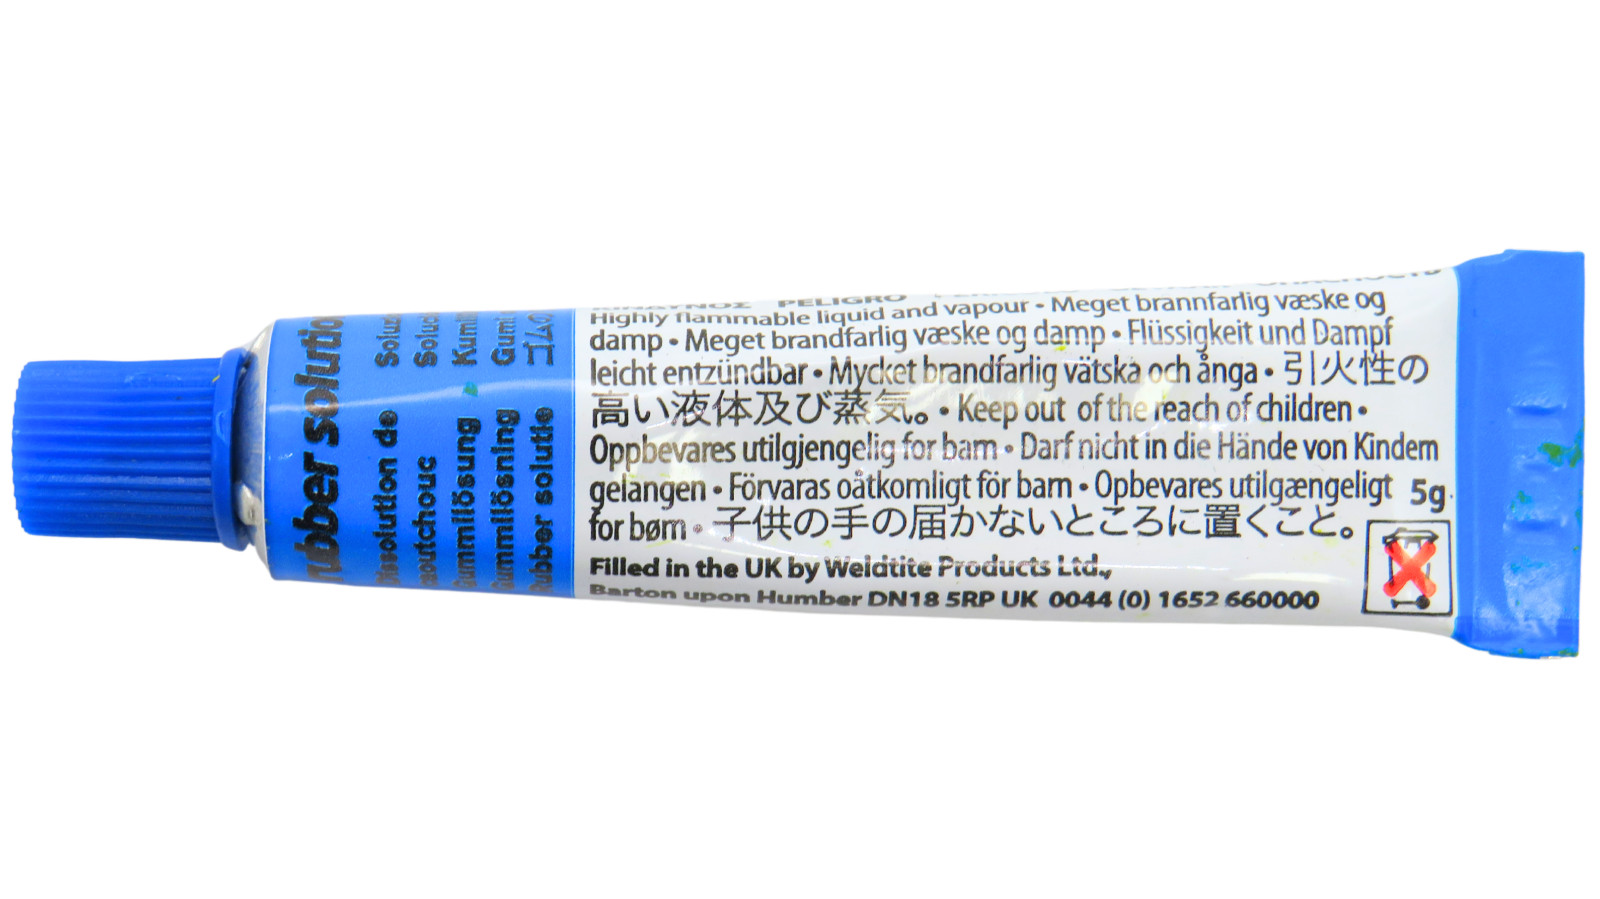 rubber solutio
Dissolution de
caoutchouc
Gummilösung
Gummilösning
Rubber solutie
PELIGRO
Highly flammable liquid and vapour • Meget brannfarlig væske og
damp • Meget brandfarlig væske og damp • Flüssigkeit und Dampf
leicht entzündbar • Mycket brandfarlig vätska och ånga • 引火性の
高い液体及び蒸気。 • Keep out of the reach of children •
Oppbevares utilgjengelig for barn • Darf nicht in die Hände von Kindern
gelangen • Förvaras oåtkomligt för barn • Opbevares utilgængeligt
for børn • 子供の手の届かないところに置くこと。
5g
Filled in the UK by Weldtite Products Ltd.,
Barton upon Humber DN18 5RP UK 0044 (0) 1652 660000